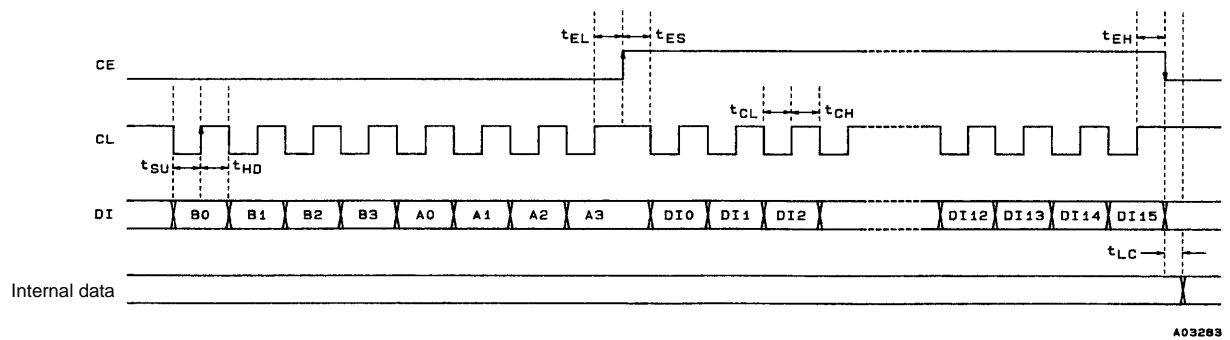 tEL tES tEH
CE
tCL tCH
CL
tSU tHD
DI B0 B1 B2 B3 A0 A1 A2 A3 DI0 DI1 DI2 DI12 DI13 DI14 DI15
tLC
Internal data
A03283